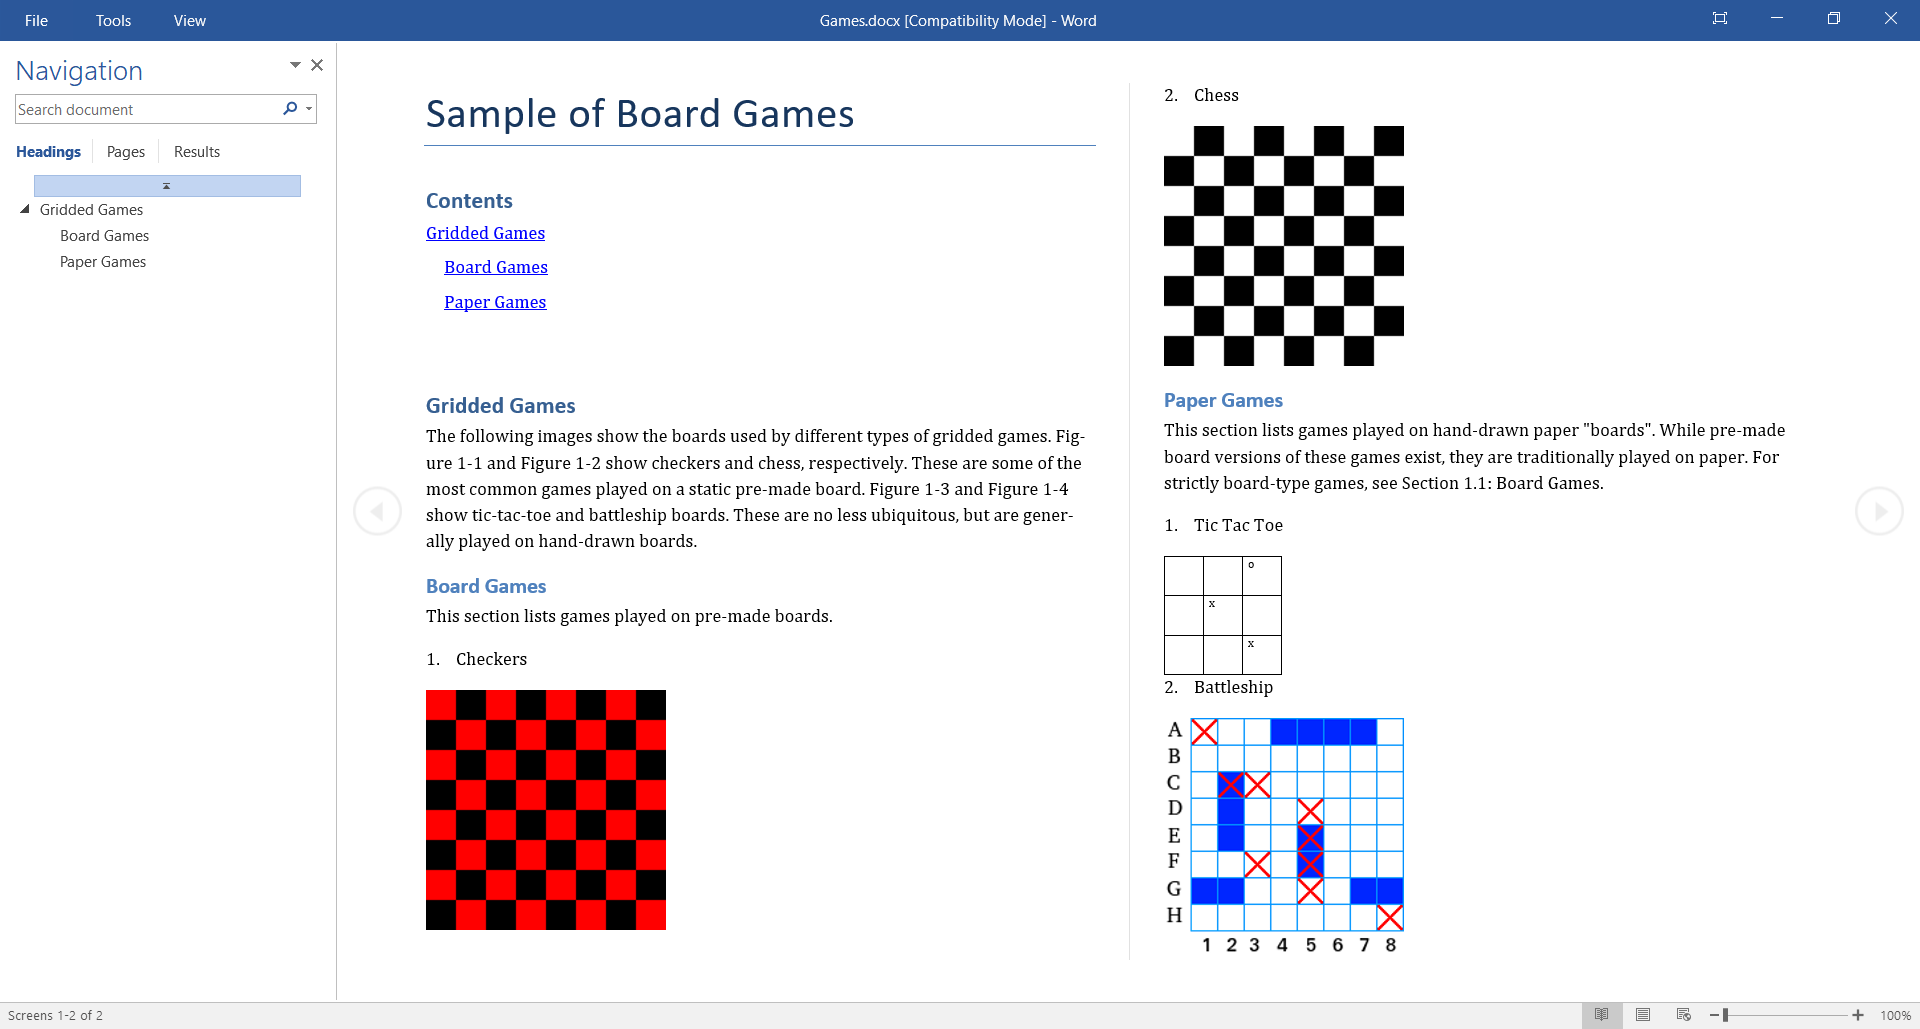 File Tools View
Games.docx [Compatibility Mode] - Word
Navigation
Search document
Headings Pages Results
Gridded Games
Board Games
Paper Games
Sample of Board Games
Contents
Gridded Games
Board Games
Paper Games
Gridded Games
The following images show the boards used by different types of gridded games. Fig-
ure 1-1 and Figure 1-2 show checkers and chess, respectively. These are some of the
most common games played on a static pre-made board. Figure 1-3 and Figure 1-4
show tic-tac-toe and battleship boards. These are no less ubiquitous, but are gener-
ally played on hand-drawn boards.
Board Games
This section lists games played on pre-made boards.
1. Checkers
2. Chess
Paper Games
This section lists games played on hand-drawn paper "boards". While pre-made
board versions of these games exist, they are traditionally played on paper. For
strictly board-type games, see Section 1.1: Board Games.
1. Tic Tac Toe
o
x
x
2. Battleship
A
B
C
D
E
F
G
H
1 2 3 4 5 6 7 8
Screens 1-2 of 2
100%